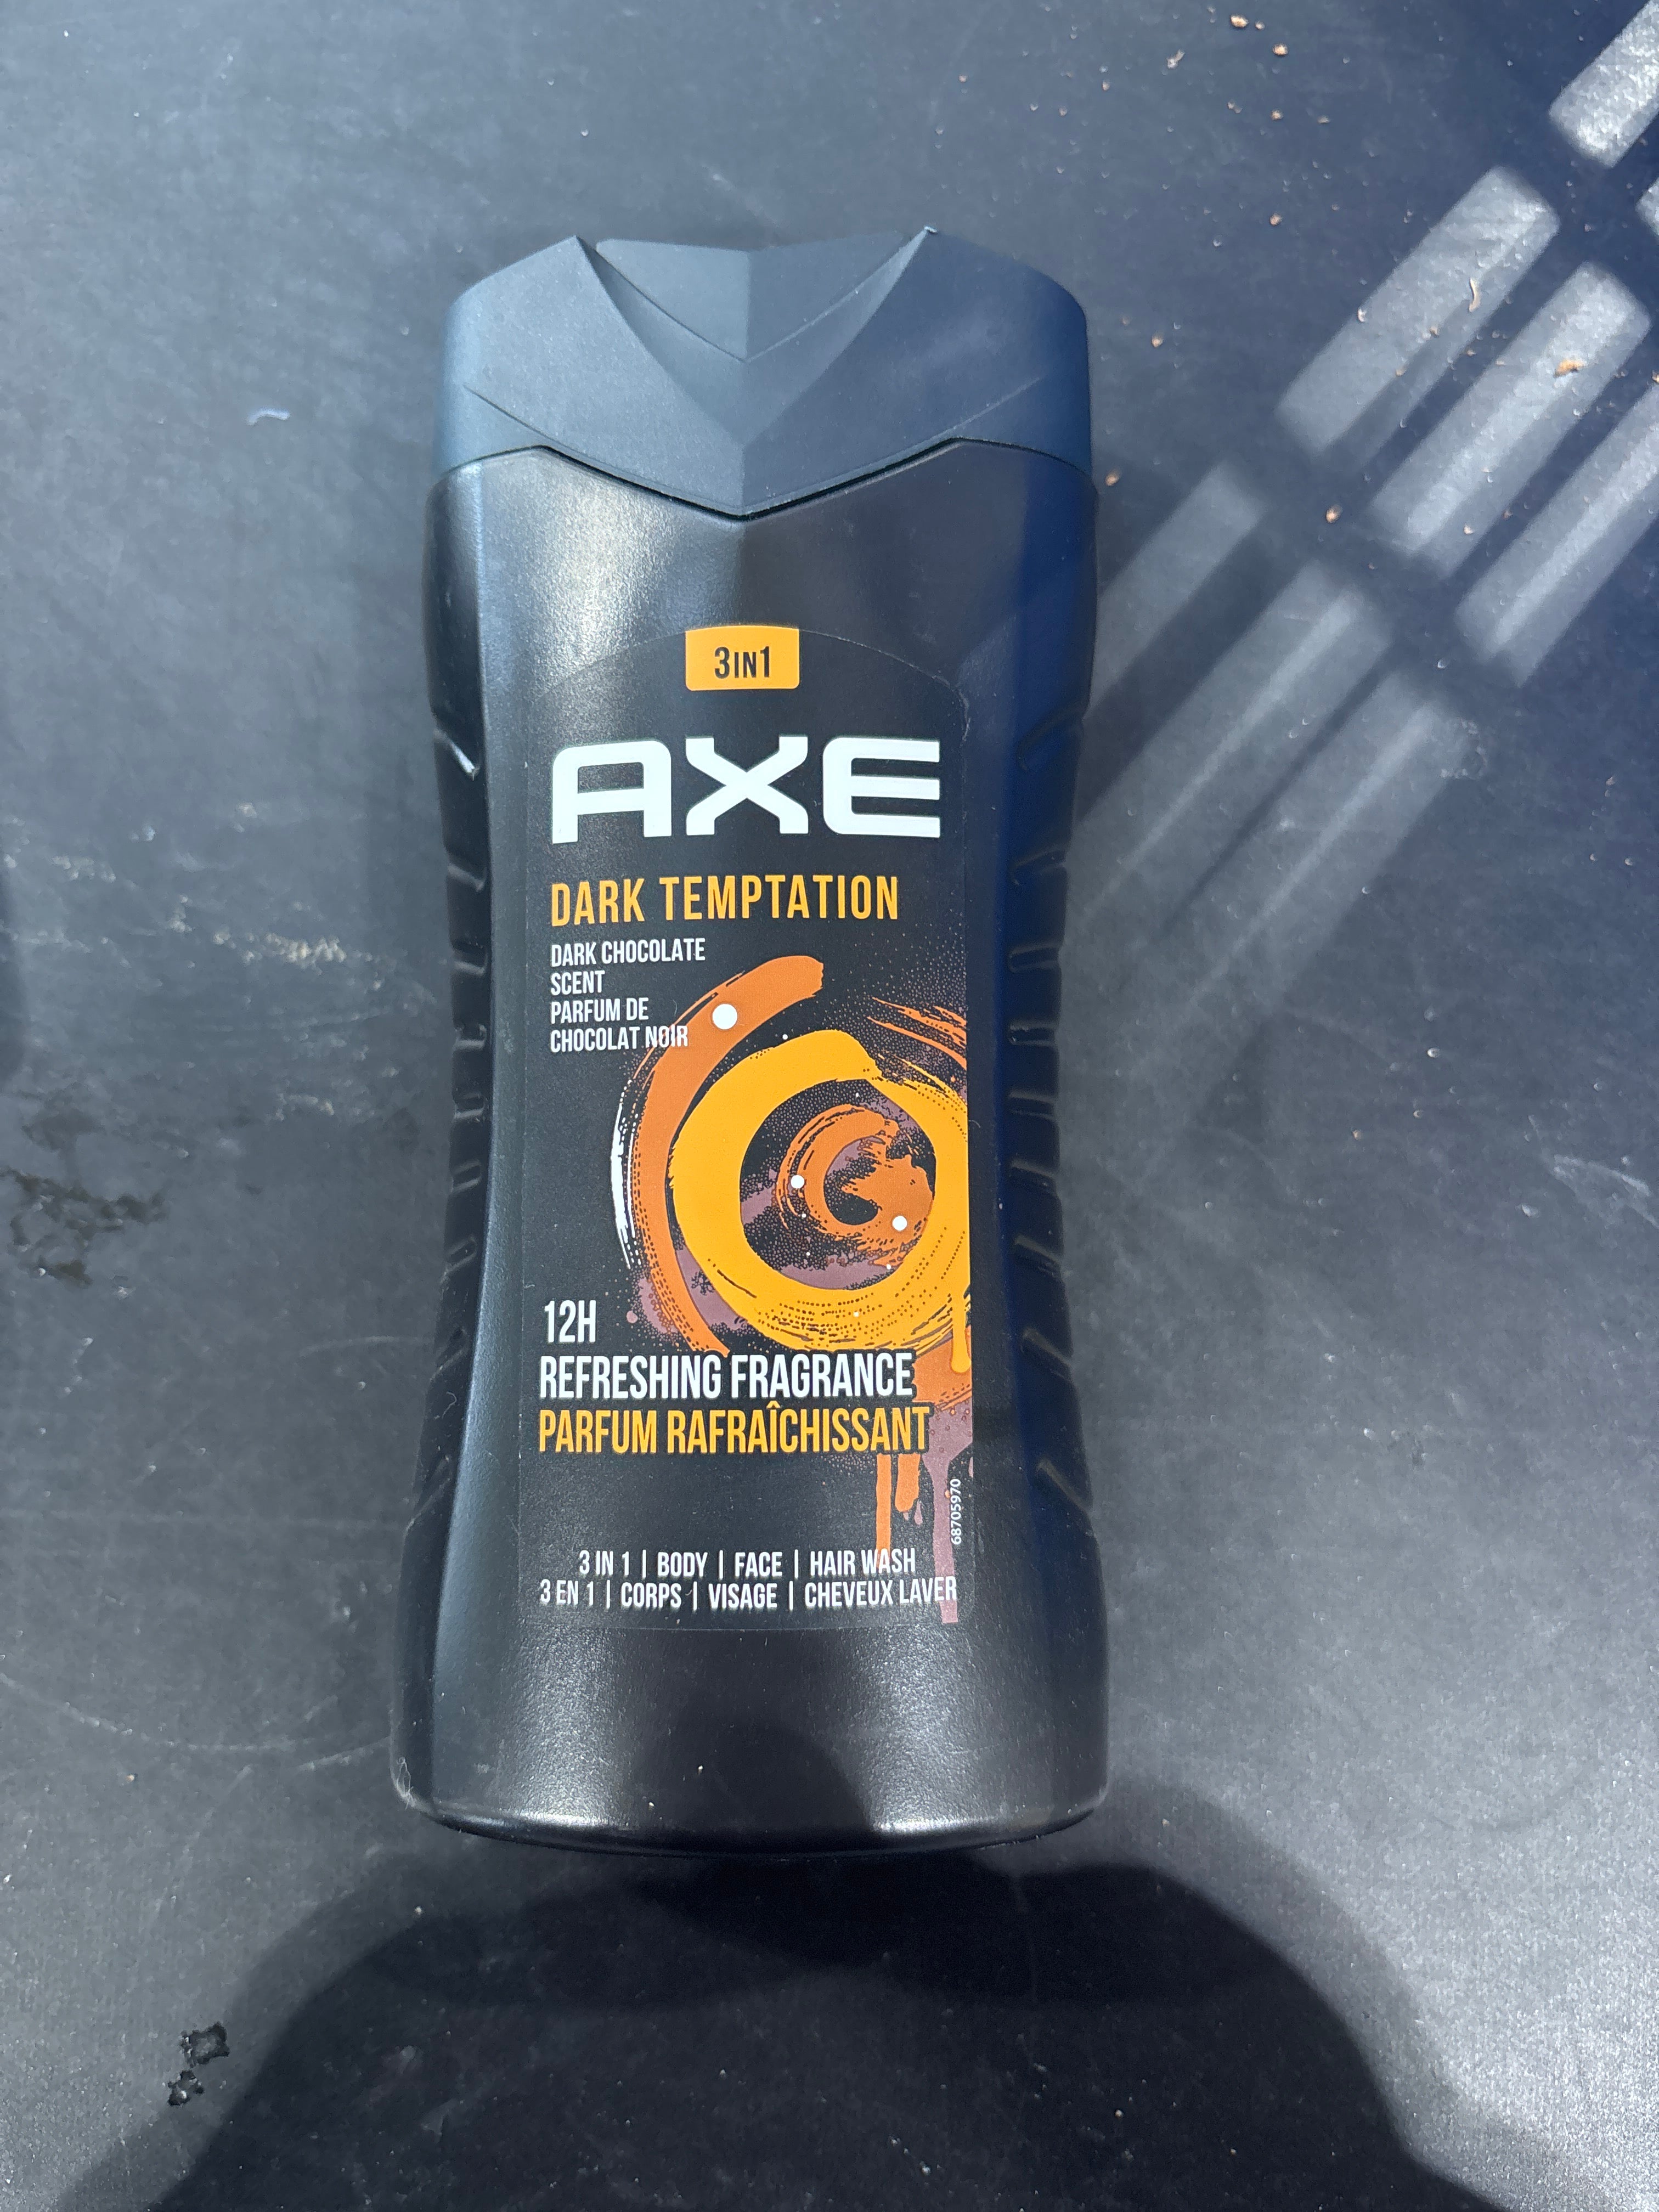 3IN1
AXE
DARK TEMPTATION
DARK CHOCOLATE
SCENT
PARFUM DE
CHOCOLAT NOIR
12H
REFRESHING FRAGRANCE
PARFUM RAFRAÎCHISSANT
68705970
3 IN 1 | BODY | FACE | HAIR WASH
3 EN 1 | CORPS | VISAGE | CHEVEUX LAVER